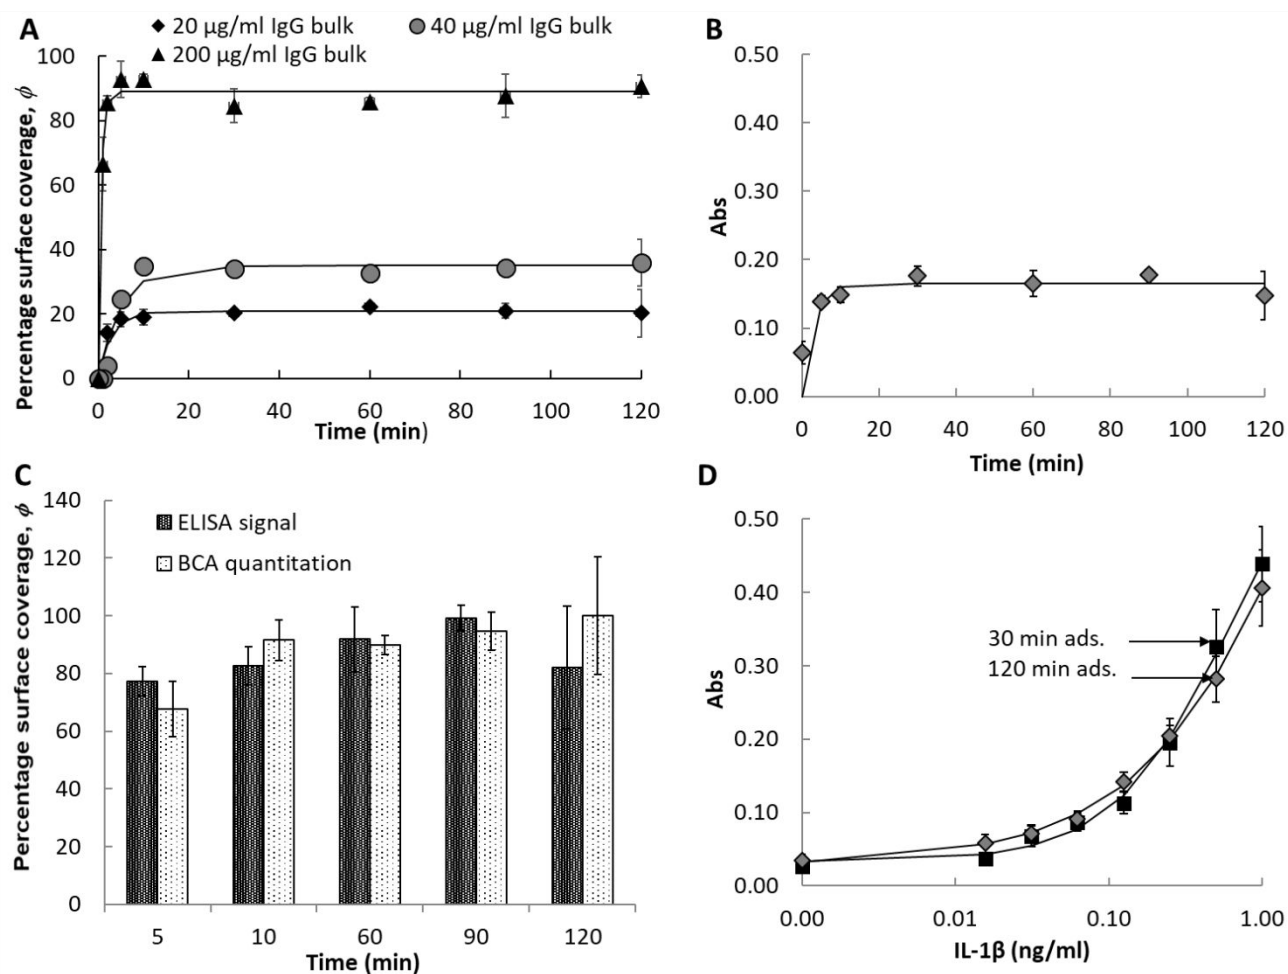 A
20 µg/ml IgG bulk
40 µg/ml IgG bulk
200 µg/ml IgG bulk
Percentage surface coverage, ϕ
100
80
60
40
20
0
0 20 40 60 80 100 120
Time (min)
B
Abs
0.50
0.40
0.30
0.20
0.10
0.00
0 20 40 60 80 100 120
Time (min)
C
Percentage surface coverage, ϕ
140
120
100
80
60
40
20
0
ELISA signal
BCA quantitation
5 10 60 90 120
Time (min)
D
Abs
0.50
0.40
0.30
0.20
0.10
0.00
30 min ads.
120 min ads.
0.00 0.01 0.10 1.00
IL-1β (ng/ml)